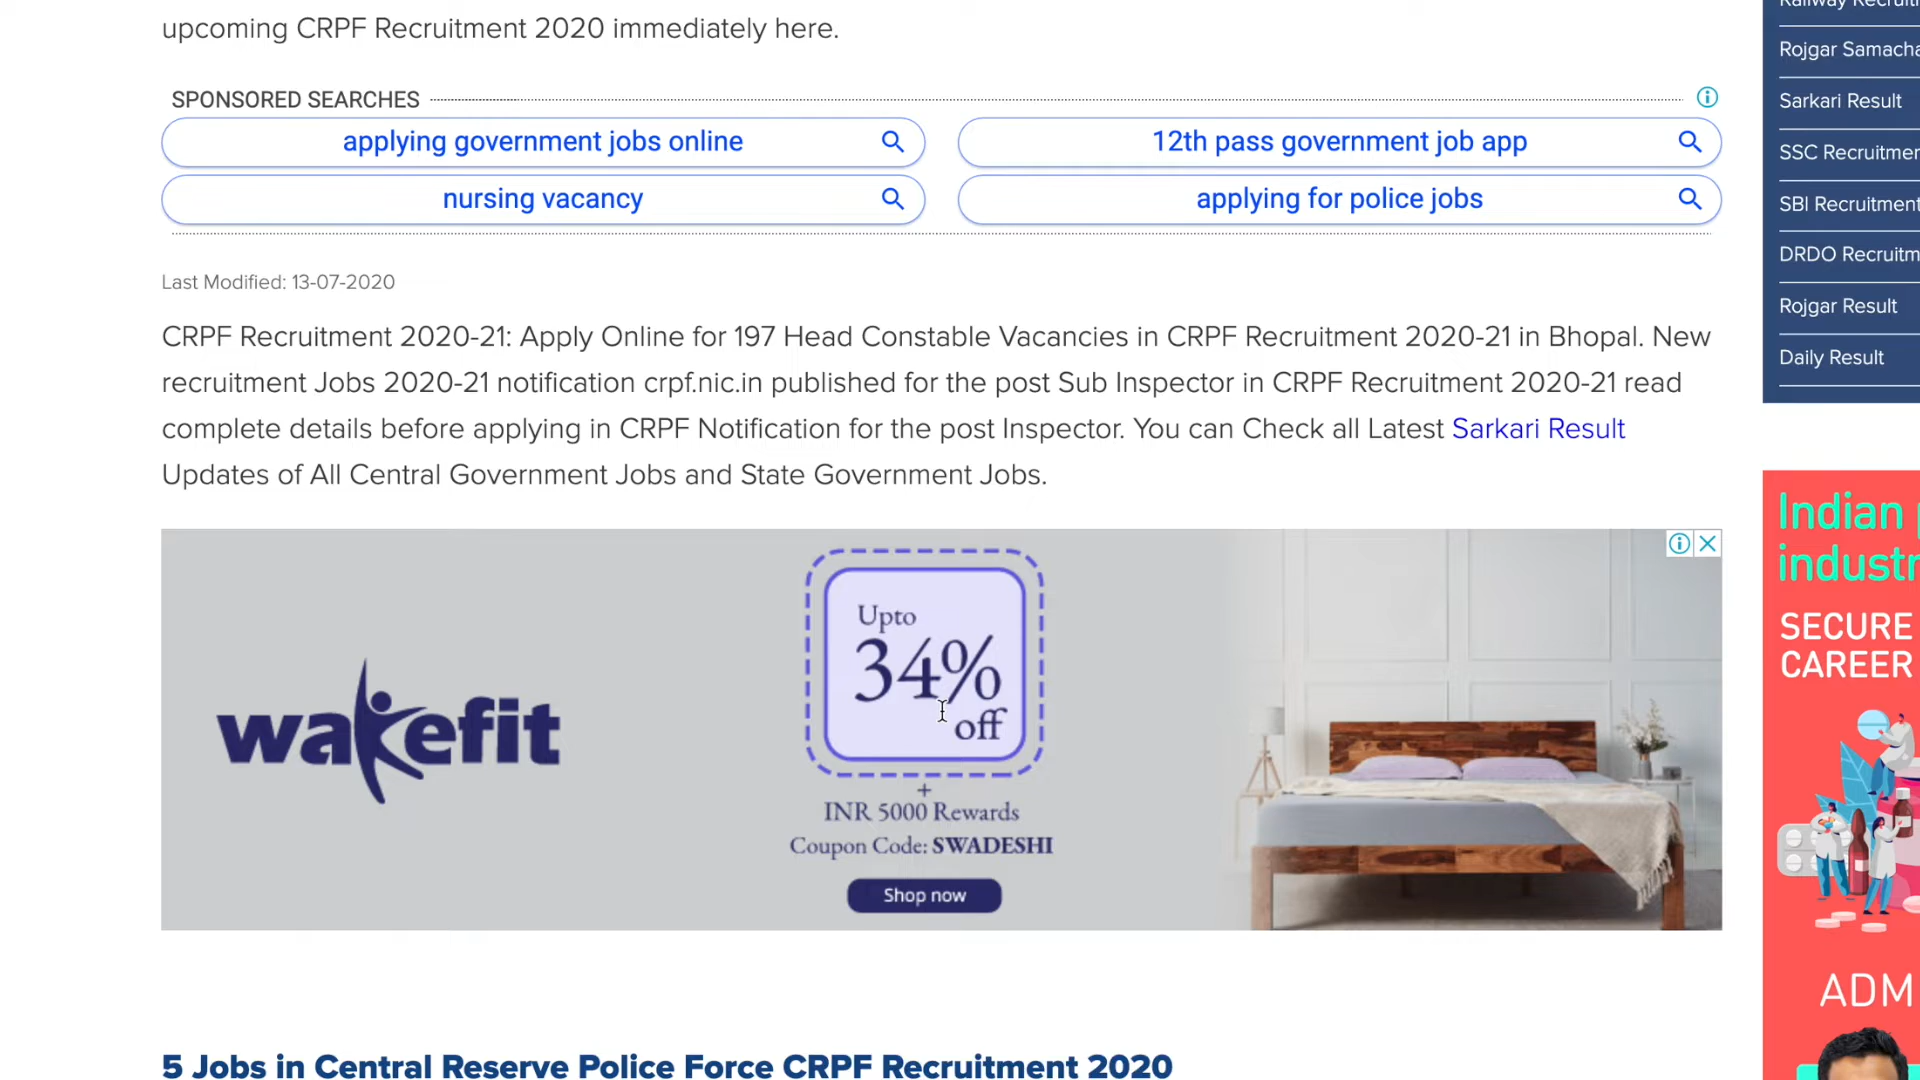 upcoming CRPF Recruitment 2020 immediately here.
SPONSORED SEARCHES
applying government jobs online
12th pass government job app
nursing vacancy
applying for police jobs
Last Modified: 13-07-2020
CRPF Recruitment 2020-21: Apply Online for 197 Head Constable Vacancies in CRPF Recruitment 2020-21 in Bhopal. New
recruitment Jobs 2020-21 notification crpf.nic.in published for the post Sub Inspector in CRPF Recruitment 2020-21 read
complete details before applying in CRPF Notification for the post Inspector. You can Check all Latest Sarkari Result
Updates of All Central Government Jobs and State Government Jobs.
wakefit
Upto
34%
off
+
INR 5000 Rewards
Coupon Code: SWADESHI
Shop now
5 Jobs in Central Reserve Police Force CRPF Recruitment 2020
Rojgar Samacha
Sarkari Result
SSC Recruitmen
SBI Recruitment
DRDO Recruitm
Rojgar Result
Daily Result
Indian
industr
SECURE
CAREER
ADM